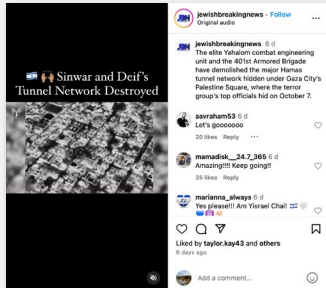 Sinwar and Deif's
Tunnel Network Destroyed
JBN
jewishbreakingnews • Follow
Original audio
JBN
jewishbreakingnews 6 d
The elite Yahalom combat engineering
unit and the 401st Armored Brigade
have demolished the major Hamas
tunnel network hidden under Gaza City's
Palestine Square, where the terror
group's top officials hid on October 7.
aavraham53 6 d
Let's gooooooo
20 likes Reply
mamadisk__24.7_365 6 d
Amazing!!!! Keep going!!
35 likes Reply
marianna_always 6 d
Yes please!!! Am Yisrael Chai!
Liked by taylor.kay43 and others
6 days ago
Add a comment...